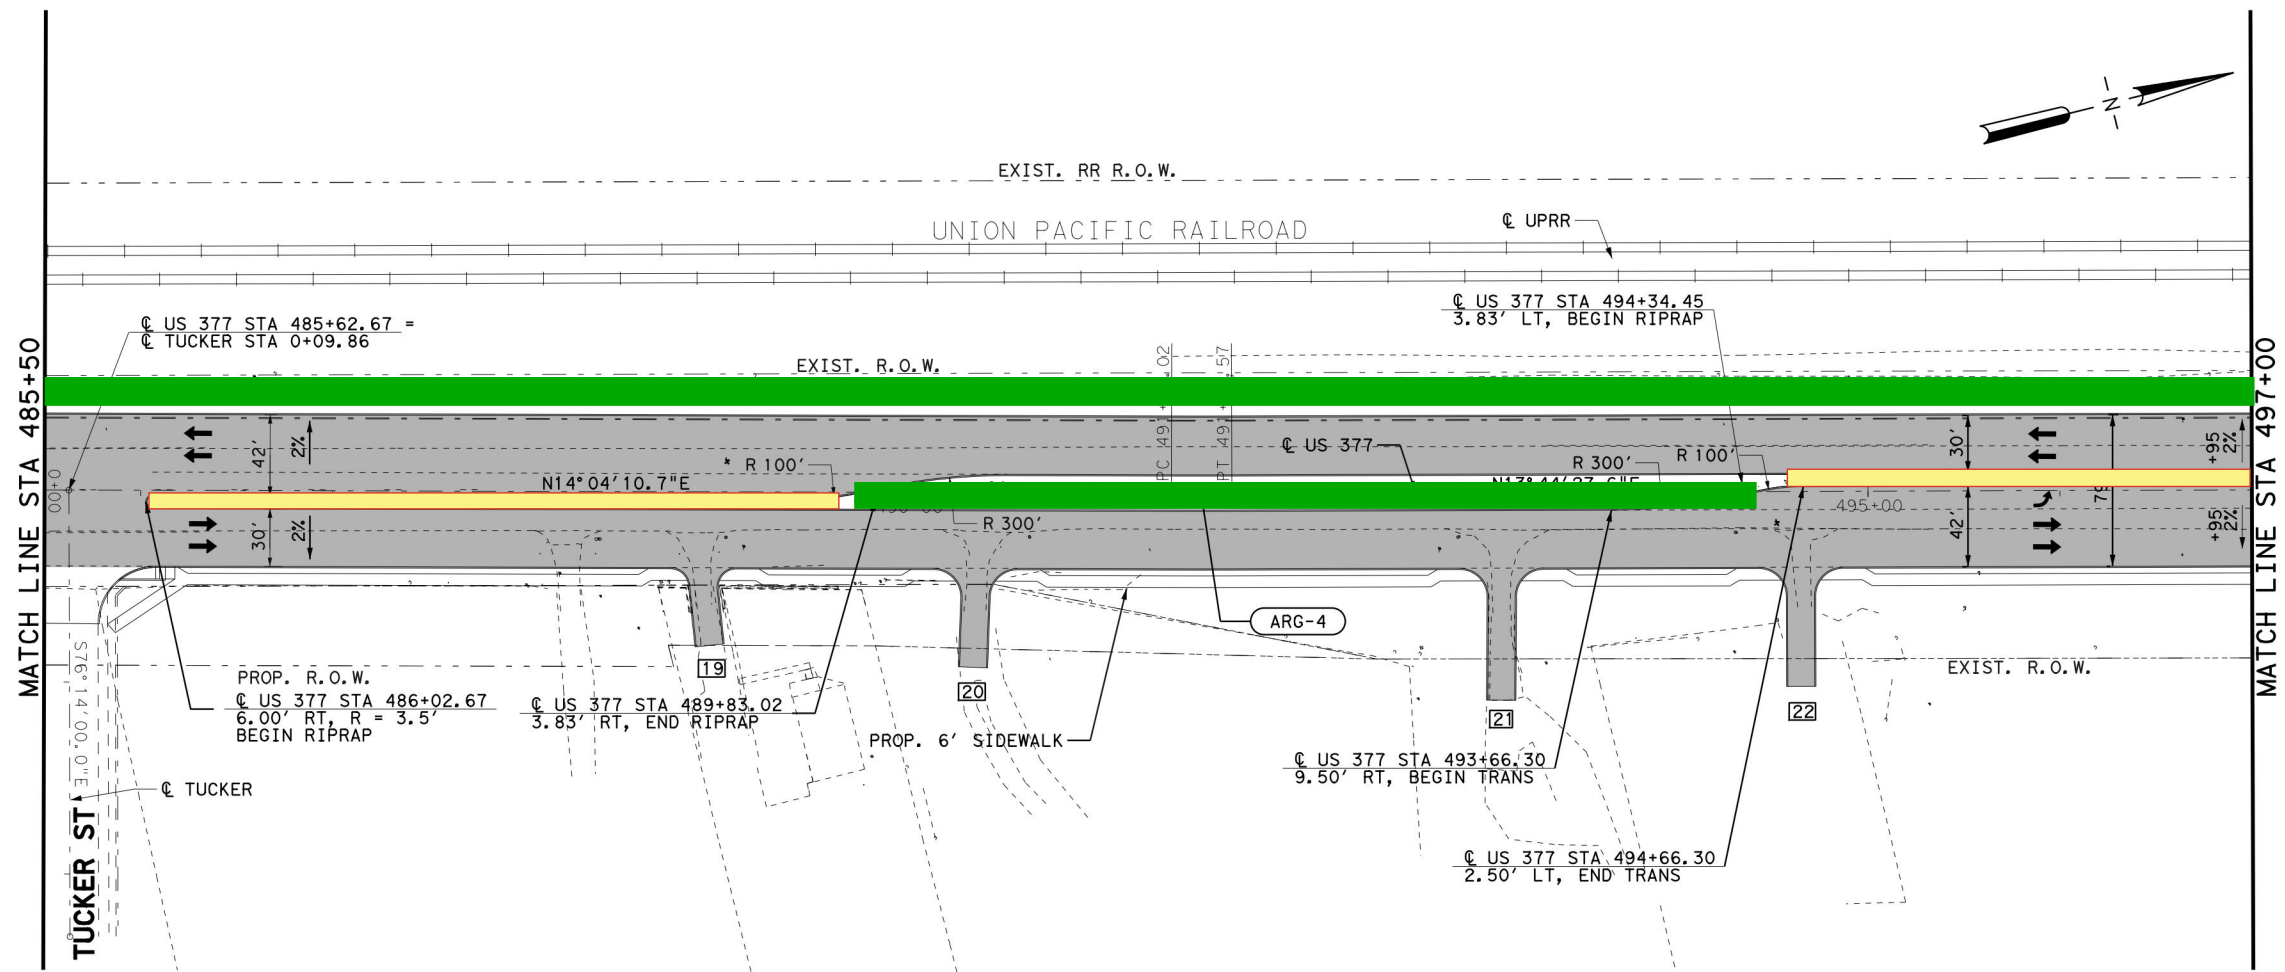 N
EXIST. RR R.O.W.
UNION PACIFIC RAILROAD
℄ UPRR
℄ US 377 STA 494+34.45
3.83' LT, BEGIN RIPRAP
℄ US 377 STA 485+62.67 =
℄ TUCKER STA 0+09.86
EXIST. R.O.W.
MATCH LINE STA 485+50
MATCH LINE STA 497+00
0+00
42'
2%
* R 100'
N14°04'10.7"E
30'
2%
R 300'
℄ US 377
R 300'
R 100'
*
495+00
30'
42'
+95
2%
+95
2%
ARG-4
19
20
21
22
S76°14'00.0"E
PROP. R.O.W.
℄ US 377 STA 486+02.67
6.00' RT, R = 3.5'
BEGIN RIPRAP
℄ US 377 STA 489+83.02
3.83' RT, END RIPRAP
PROP. 6' SIDEWALK
EXIST. R.O.W.
℄ US 377 STA 493+66.30
9.50' RT, BEGIN TRANS
℄ US 377 STA 494+66.30
2.50' LT, END TRANS
℄ TUCKER
TUCKER ST